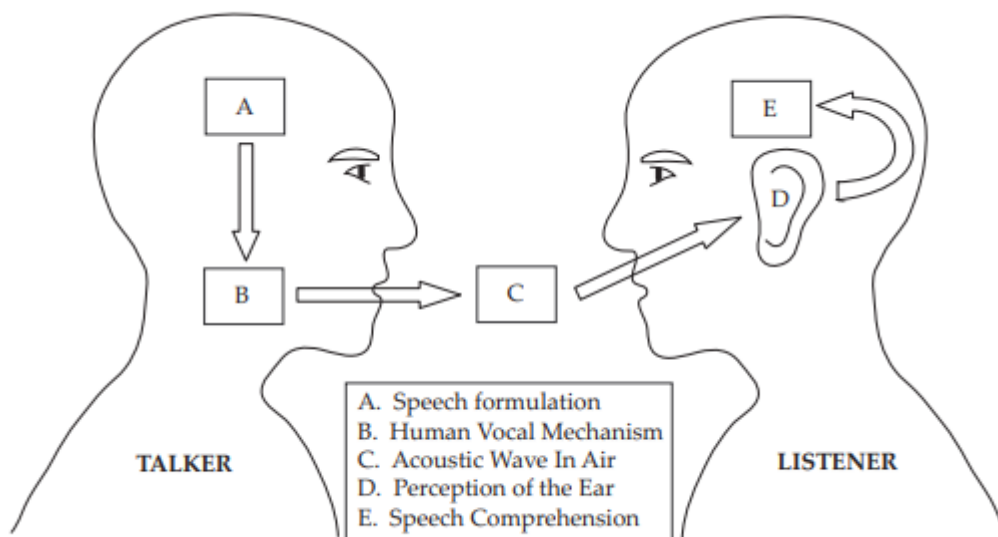 A
E
D
B
C
A. Speech formulation
B. Human Vocal Mechanism
C. Acoustic Wave In Air
D. Perception of the Ear
E. Speech Comprehension
TALKER
LISTENER